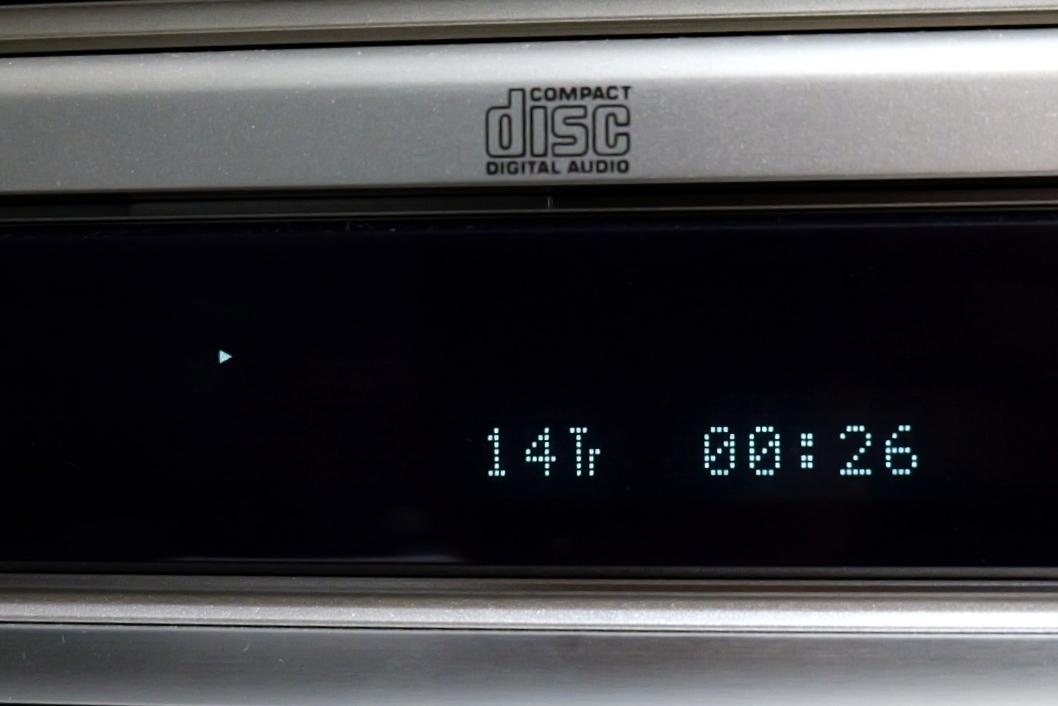 COMPACT
disc
DIGITAL AUDIO
14Tr 00:26